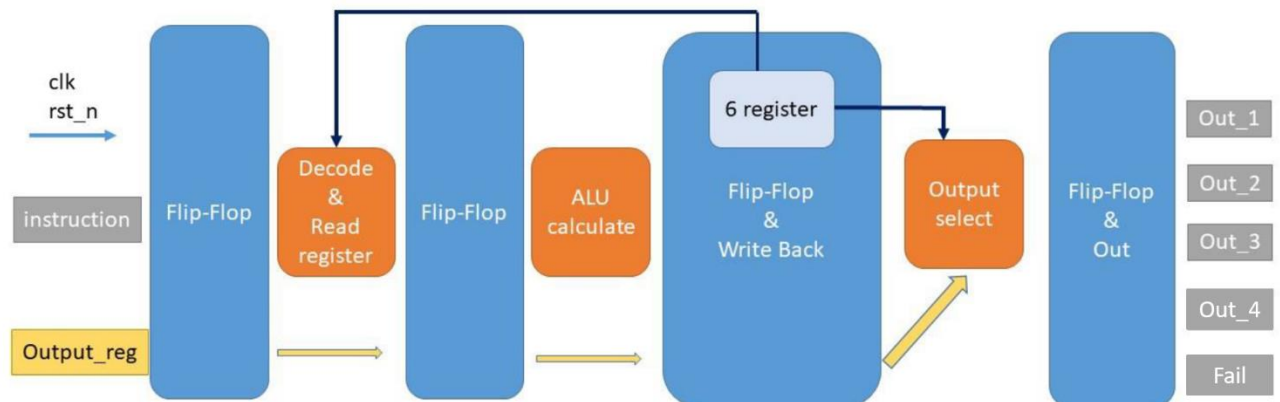 clk
rst_n
instruction
Output_reg
Flip-Flop
Decode
&
Read
register
Flip-Flop
ALU
calculate
6 register
Flip-Flop
&
Write Back
Output
select
Flip-Flop
&
Out
Out_1
Out_2
Out_3
Out_4
Fail